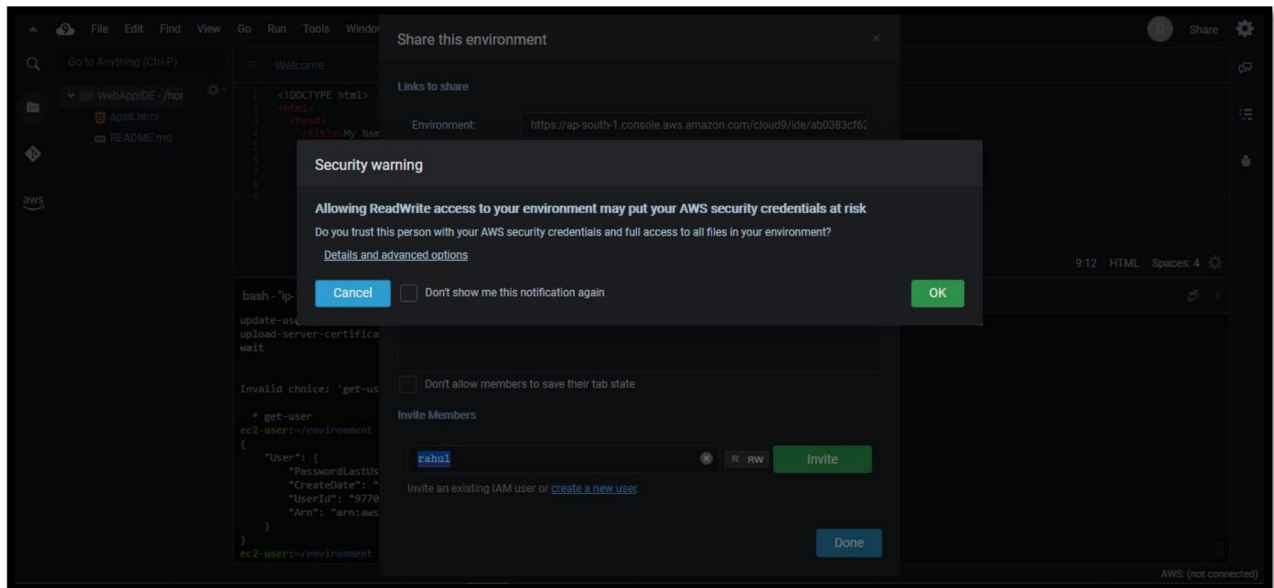 File Edit Find View Go Run Tools Window
R Share
Share this environment
Go to Anything (Ctrl-P)
Welcome
WebAppIDE - /hor
apsit.html
README.md
aws
1 <!DOCTYPE html>
2 <html>
3 <head>
4 <title>My Nam
5
6
7
8
9
Links to share
Environment: https://ap-south-1.console.aws.amazon.com/cloud9/ide/ab0383cf62
Security warning
Allowing ReadWrite access to your environment may put your AWS security credentials at risk
Do you trust this person with your AWS security credentials and full access to all files in your environment?
Details and advanced options
Cancel Don't show me this notification again OK
9:12 HTML Spaces: 4
bash - "ip-
update-use
upload-server-certifica
wait
Invalid choice: 'get-us
* get-user
ec2-user:~/environment
{
"User": {
"PasswordLastUs
"CreateDate": "
"UserId": "9770
"Arn": "arn:aws
}
}
ec2-user:~/environment
Don't allow members to save their tab state
Invite Members
rahul R RW Invite
Invite an existing IAM user or create a new user.
Done
AWS: (not connected)